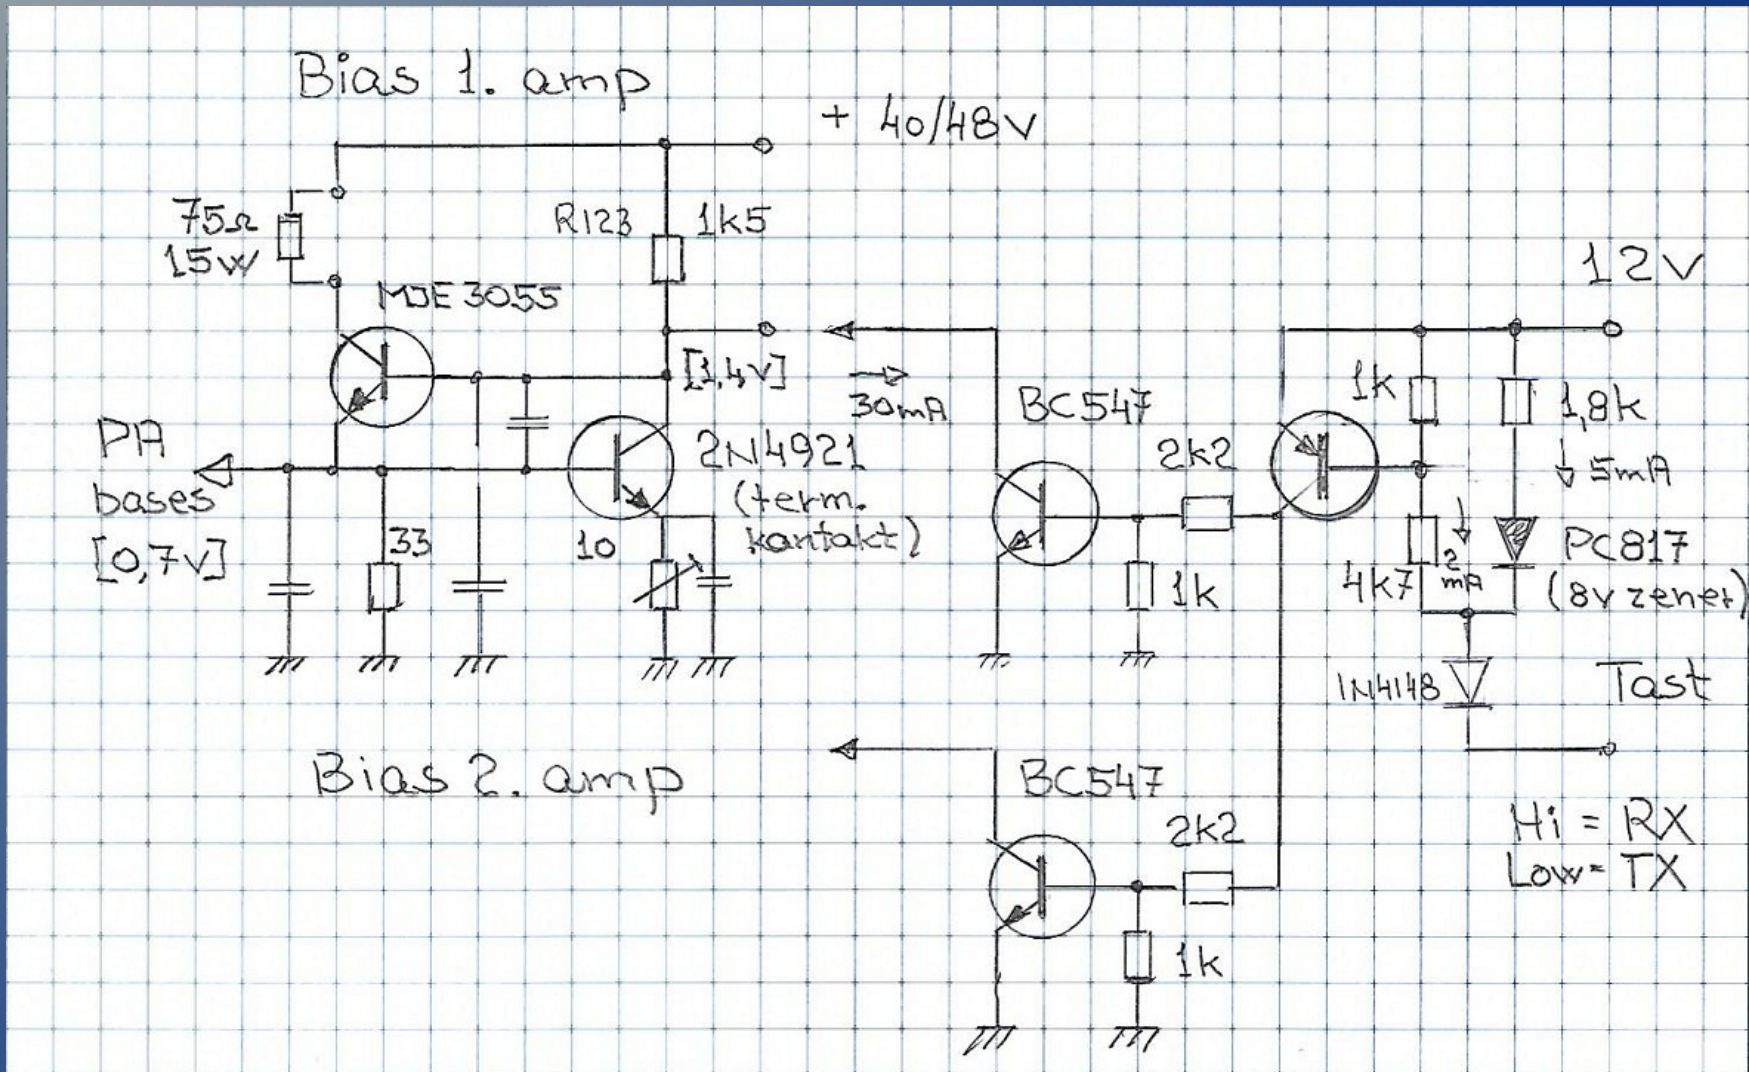 Bias 1. amp
+ 40/48V
75Ω
15W
R123
1k5
MJE3055
12V
[1,4V]
30mA
BC547
1k
1,8k
PA
bases
[0,7V]
2N4921
(term.
kontakt)
2k2
5mA
33
10
1k
4k7
2
mA
PC817
(8v zener)
1N4148
Tast
Bias 2. amp
BC547
2k2
Hi = RX
Low= TX
1k